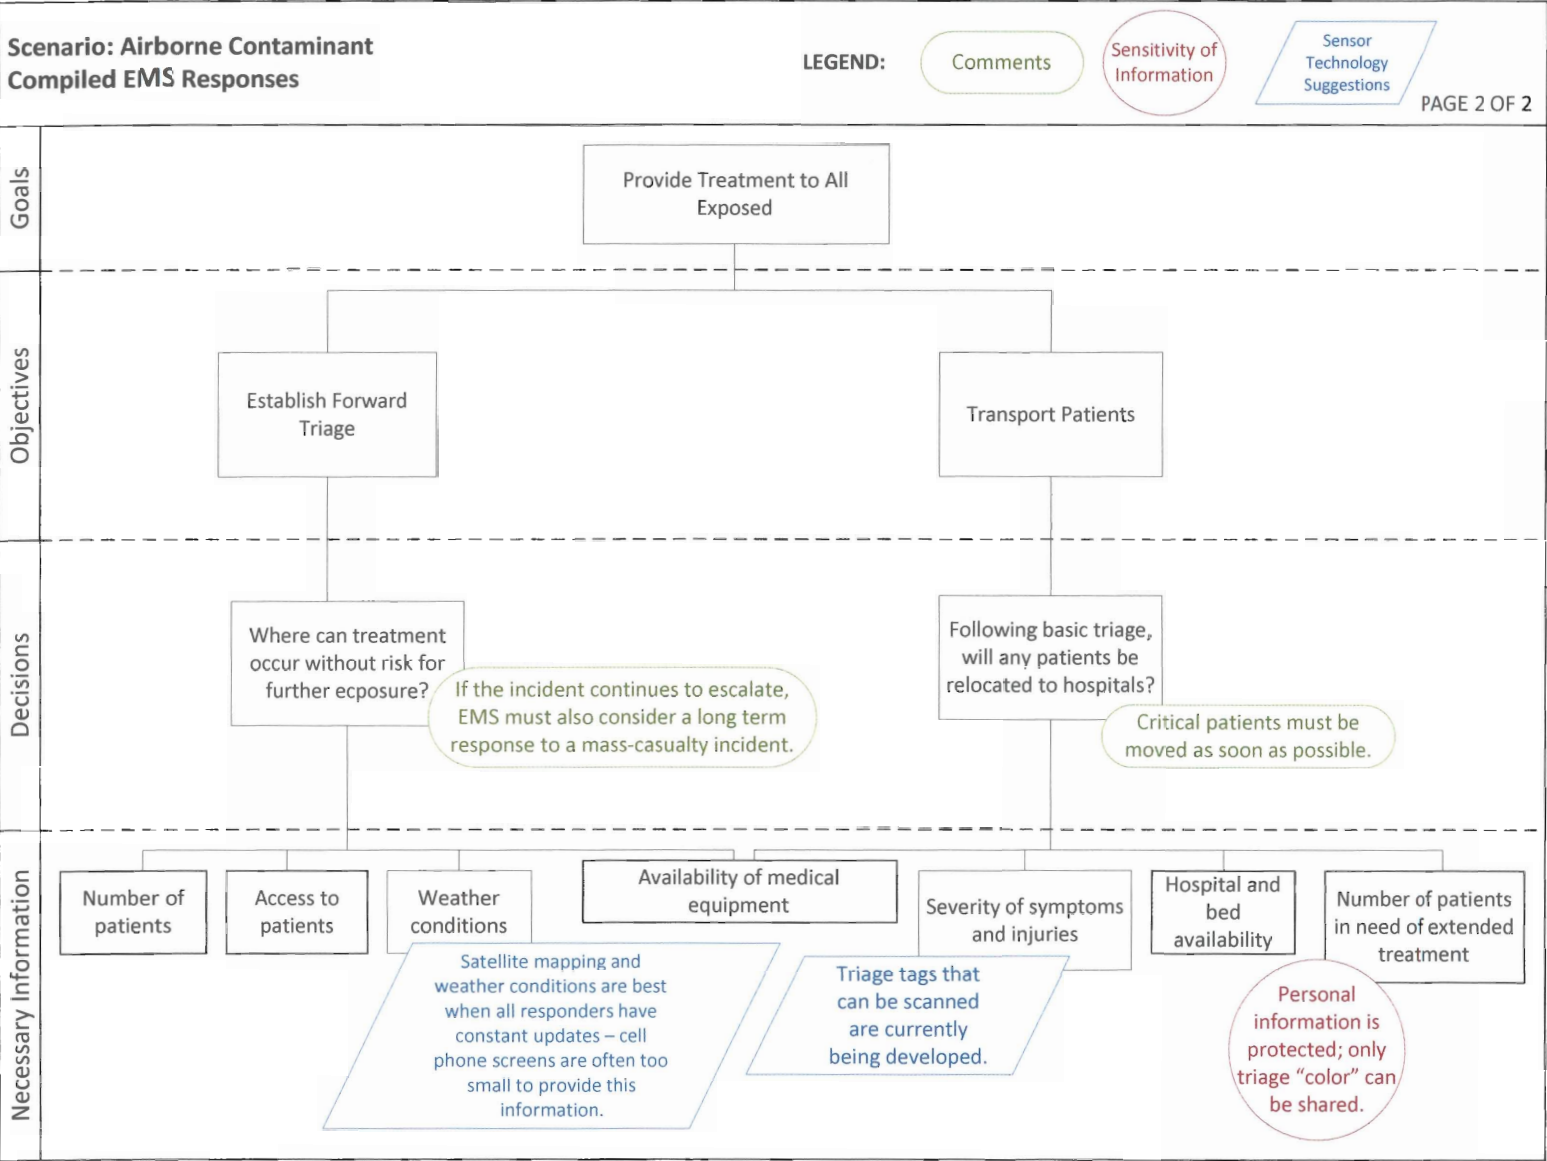 Scenario: Airborne Contaminant
Compiled EMS Responses
LEGEND:
Comments
Sensitivity of
Information
Sensor
Technology
Suggestions
PAGE 2 OF 2
Goals
Provide Treatment to All
Exposed
Objectives
Establish Forward
Triage
Transport Patients
Decisions
Where can treatment
occur without risk for
further ecposure?
If the incident continues to escalate,
EMS must also consider a long term
response to a mass-casualty incident.
Following basic triage,
will any patients be
relocated to hospitals?
Critical patients must be
moved as soon as possible.
Necessary Information
Number of
patients
Access to
patients
Weather
conditions
Availability of medical
equipment
Severity of symptoms
and injuries
Hospital and
bed
availability
Number of patients
in need of extended
treatment
Satellite mapping and
weather conditions are best
when all responders have
constant updates – cell
phone screens are often too
small to provide this
information.
Triage tags that
can be scanned
are currently
being developed.
Personal
information is
protected; only
triage “color” can
be shared.